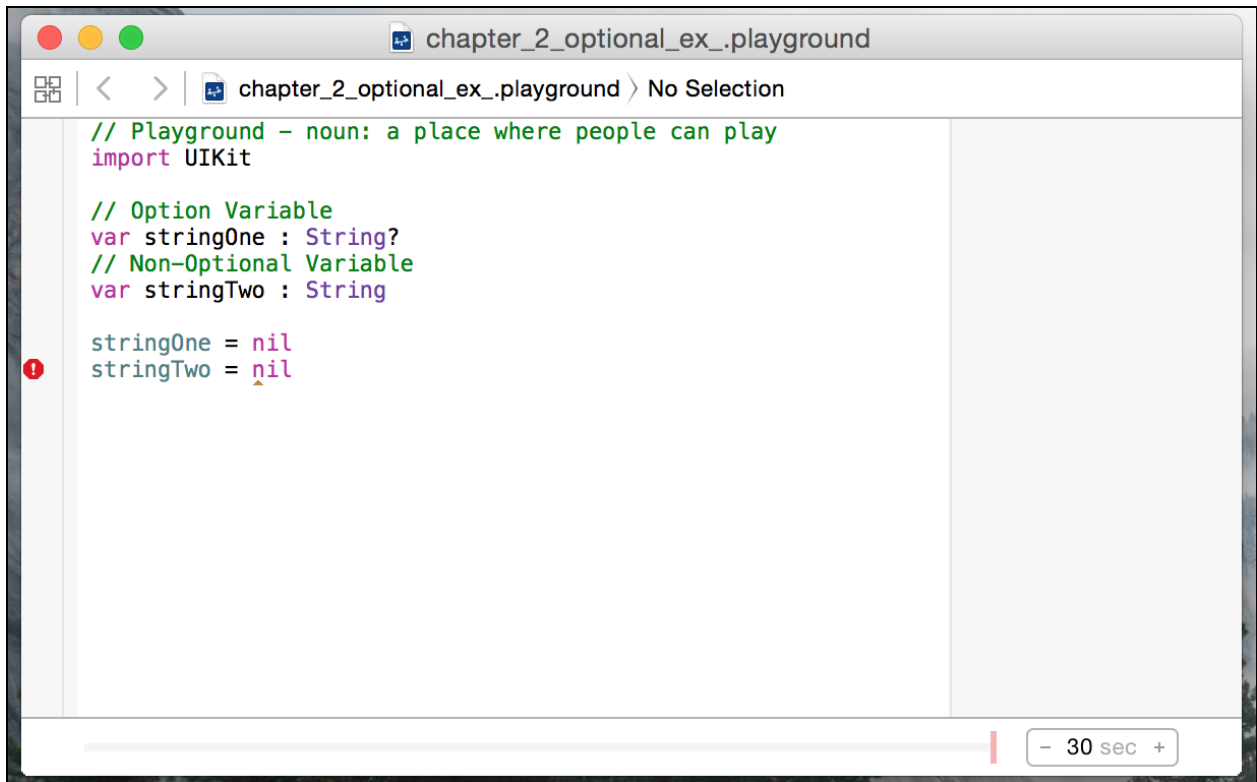 chapter_2_optional_ex_.playground
chapter_2_optional_ex_.playground 〉 No Selection
// Playground – noun: a place where people can play
import UIKit
// Option Variable
var stringOne : String?
// Non-Optional Variable
var stringTwo : String
stringOne = nil
stringTwo = nil
- 30 sec +